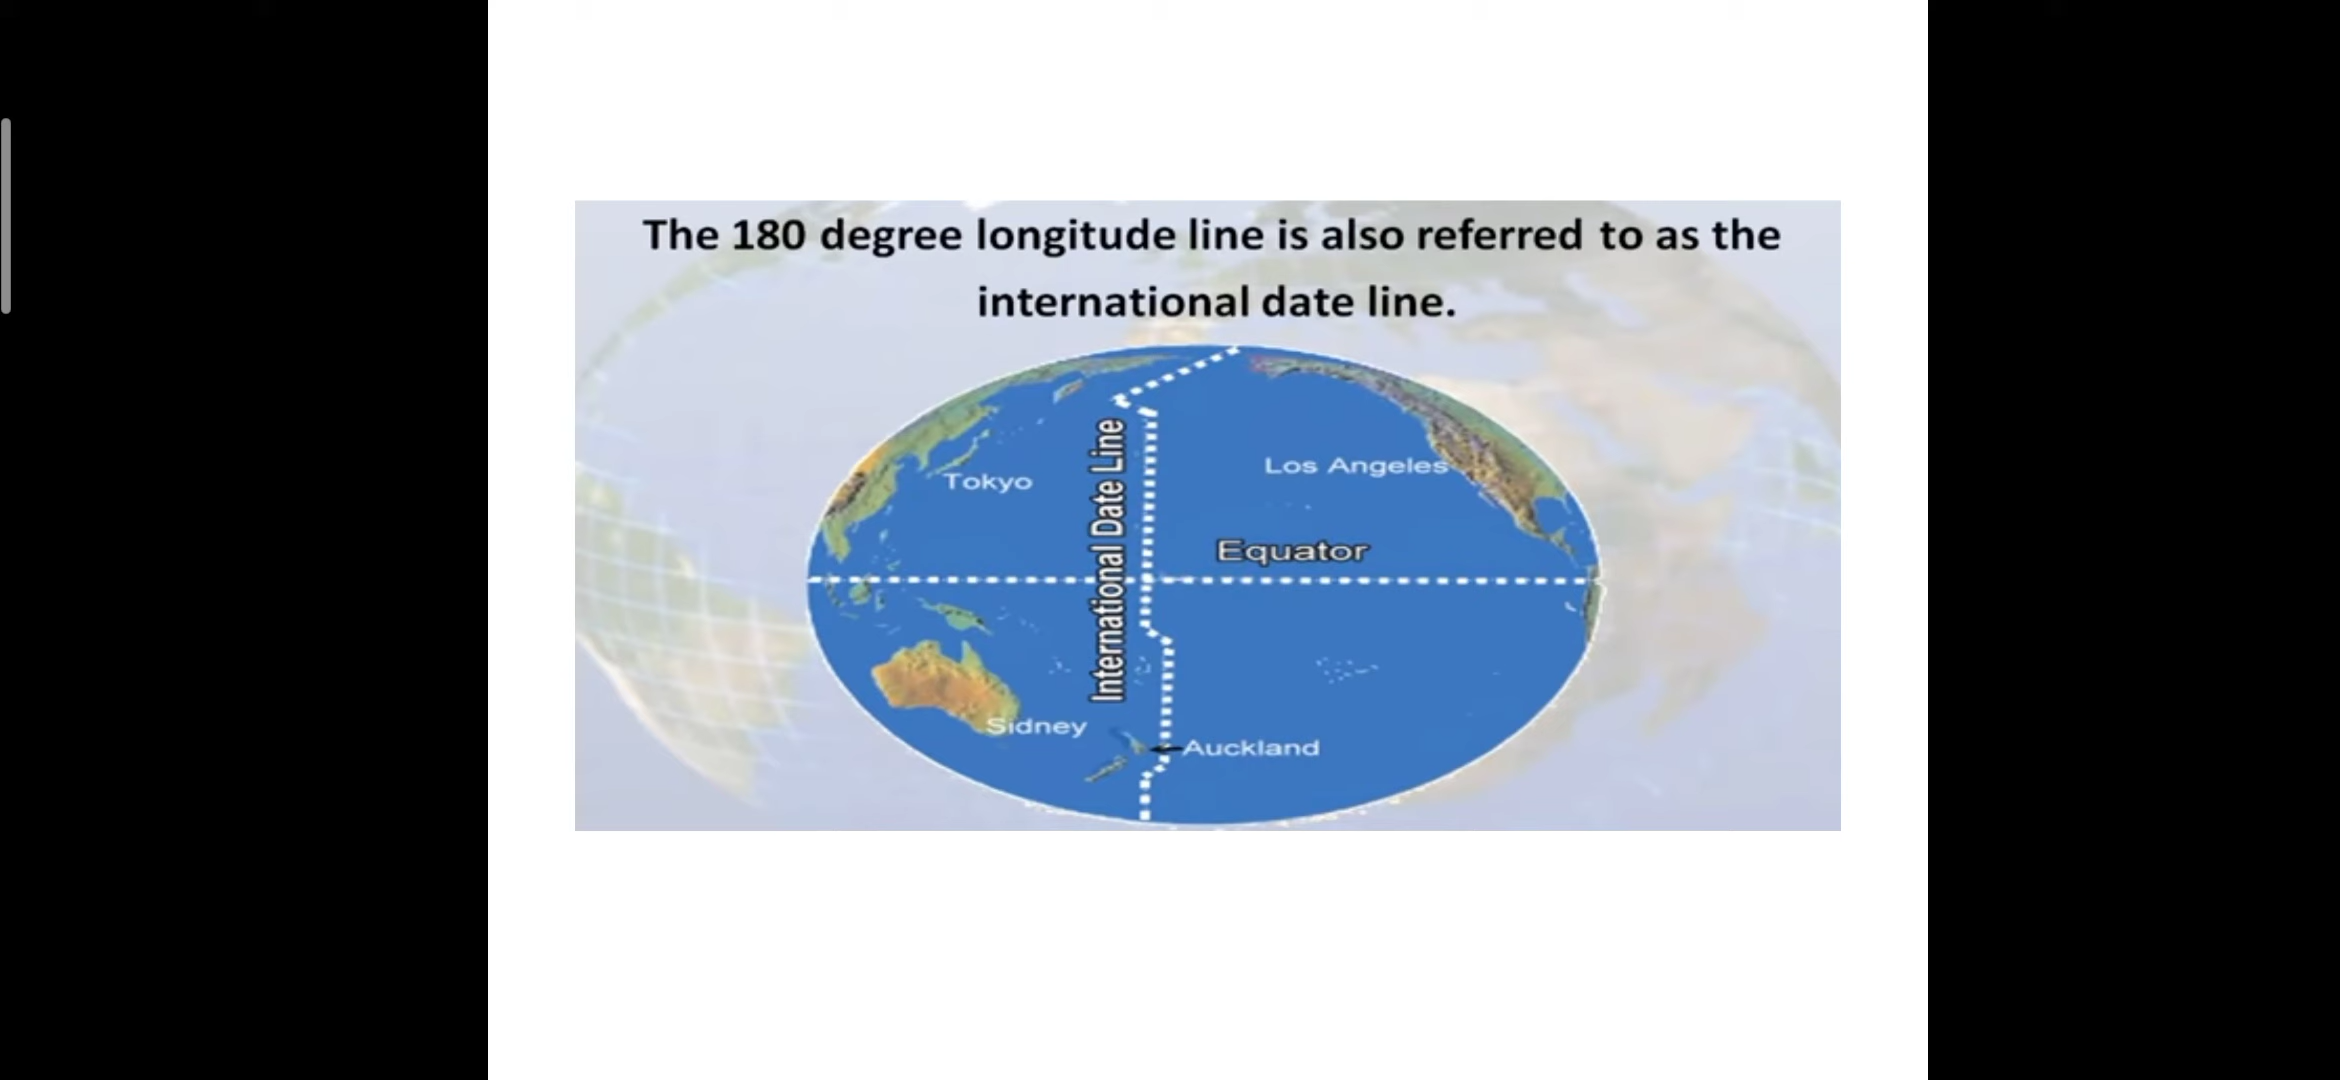 The 180 degree longitude line is also referred to as the
international date line.
International Date Line
Tokyo
Los Angeles
Equator
Sidney
Auckland